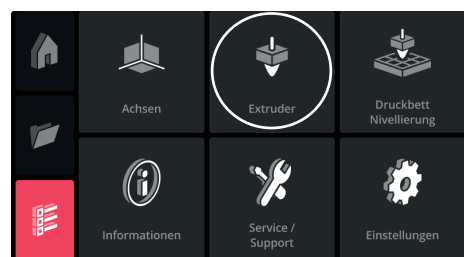 Achsen
Extruder
Druckbett
Nivellierung
Informationen
Service /
Support
Einstellungen